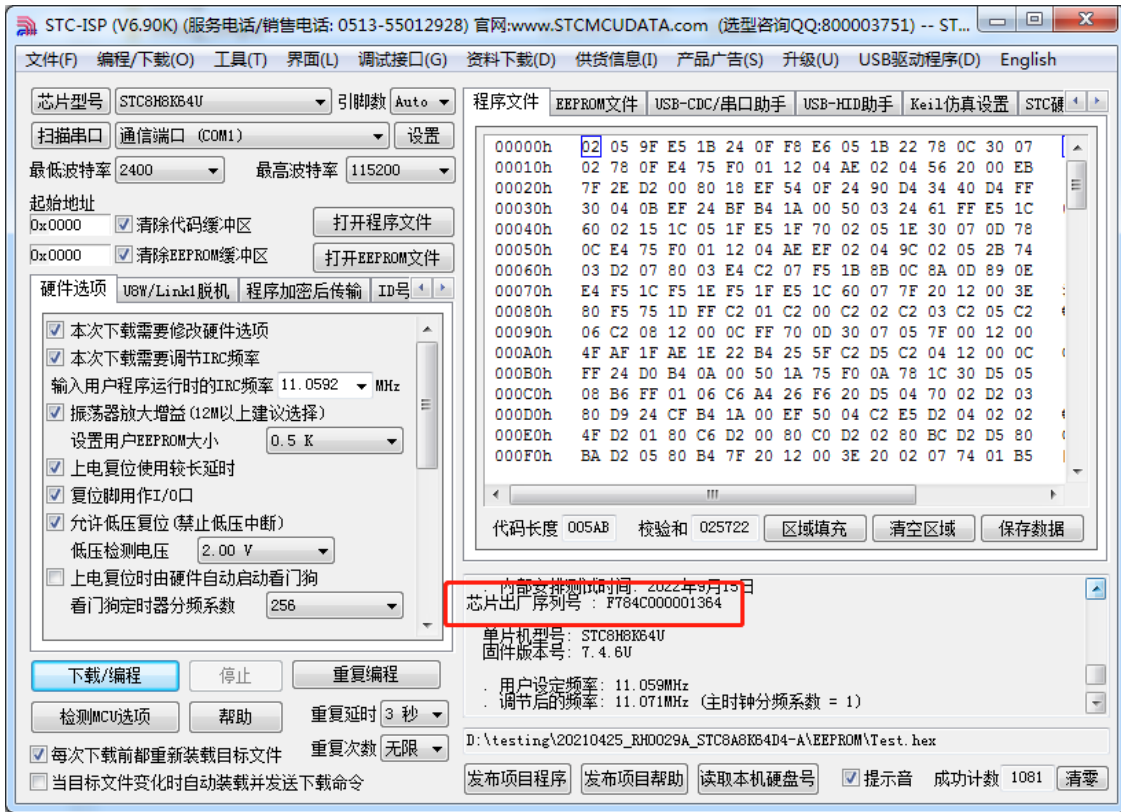 STC-ISP (V6.90K) (服务电话/销售电话: 0513-55012928) 官网:www.STCMCUDATA.com (选型咨询QQ:800003751) -- ST...
文件(F) 编程/下载(O) 工具(T) 界面(L) 调试接口(G) 资料下载(D) 供货信息(I) 产品广告(S) 升级(U) USB驱动程序(D) English
芯片型号 STC8H8K64U 引脚数 Auto
扫描串口 通信端口 (COM1) 设置
最低波特率 2400 最高波特率 115200
起始地址
0x0000 清除代码缓冲区 打开程序文件
0x0000 清除EEPROM缓冲区 打开EEPROM文件
硬件选项 U8W/Link1脱机 程序加密后传输 ID号
本次下载需要修改硬件选项
本次下载需要调节IRC频率
输入用户程序运行时的IRC频率 11.0592 MHz
振荡器放大增益(12M以上建议选择)
设置用户EEPROM大小 0.5 K
上电复位使用较长延时
复位脚用作I/O口
允许低压复位(禁止低压中断)
低压检测电压 2.00 V
上电复位时由硬件自动启动看门狗
看门狗定时器分频系数 256
下载/编程 停止 重复编程
检测MCU选项 帮助 重复延时 3 秒
每次下载前都重新装载目标文件 重复次数 无限
当目标文件变化时自动装载并发送下载命令
程序文件 EEPROM文件 USB-CDC/串口助手 USB-HID助手 Keil仿真设置 STC硬
00000h 02 05 9F E5 1B 24 0F F8 E6 05 1B 22 78 0C 30 07
00010h 02 78 0F E4 75 F0 01 12 04 AE 02 04 56 20 00 EB
00020h 7F 2E D2 00 80 18 EF 54 0F 24 90 D4 34 40 D4 FF
00030h 30 04 0B EF 24 BF B4 1A 00 50 03 24 61 FF E5 1C
00040h 60 02 15 1C 05 1F E5 1F 70 02 05 1E 30 07 0D 78
00050h 0C E4 75 F0 01 12 04 AE EF 02 04 9C 02 05 2B 74
00060h 03 D2 07 80 03 E4 C2 07 F5 1B 8B 0C 8A 0D 89 0E
00070h E4 F5 1C F5 1E F5 1F E5 1C 60 07 7F 20 12 00 3E
00080h 80 F5 75 1D FF C2 01 C2 00 C2 02 C2 03 C2 05 C2
00090h 06 C2 08 12 00 0C FF 70 0D 30 07 05 7F 00 12 00
000A0h 4F AF 1F AE 1E 22 B4 25 5F C2 D5 C2 04 12 00 0C
000B0h FF 24 D0 B4 0A 00 50 1A 75 F0 0A 78 1C 30 D5 05
000C0h 08 B6 FF 01 06 C6 A4 26 F6 20 D5 04 70 02 D2 03
000D0h 80 D9 24 CF B4 1A 00 EF 50 04 C2 E5 D2 04 02 02
000E0h 4F D2 01 80 C6 D2 00 80 C0 D2 02 80 BC D2 D5 80
000F0h BA D2 05 80 B4 7F 20 12 00 3E 20 02 07 74 01 B5
代码长度 005AB 校验和 025722 区域填充 清空区域 保存数据
. 内部安排测试时间: 2022年9月15日
芯片出厂序列号 : F784C000001364
单片机型号: STC8H8K64U
固件版本号: 7.4.6U
. 用户设定频率: 11.059MHz
. 调节后的频率: 11.071MHz (主时钟分频系数 = 1)
D:\testing\20210425_RH0029A_STC8A8K64D4-A\EEPROM\Test.hex
发布项目程序 发布项目帮助 读取本机硬盘号 提示音 成功计数 1081 清零